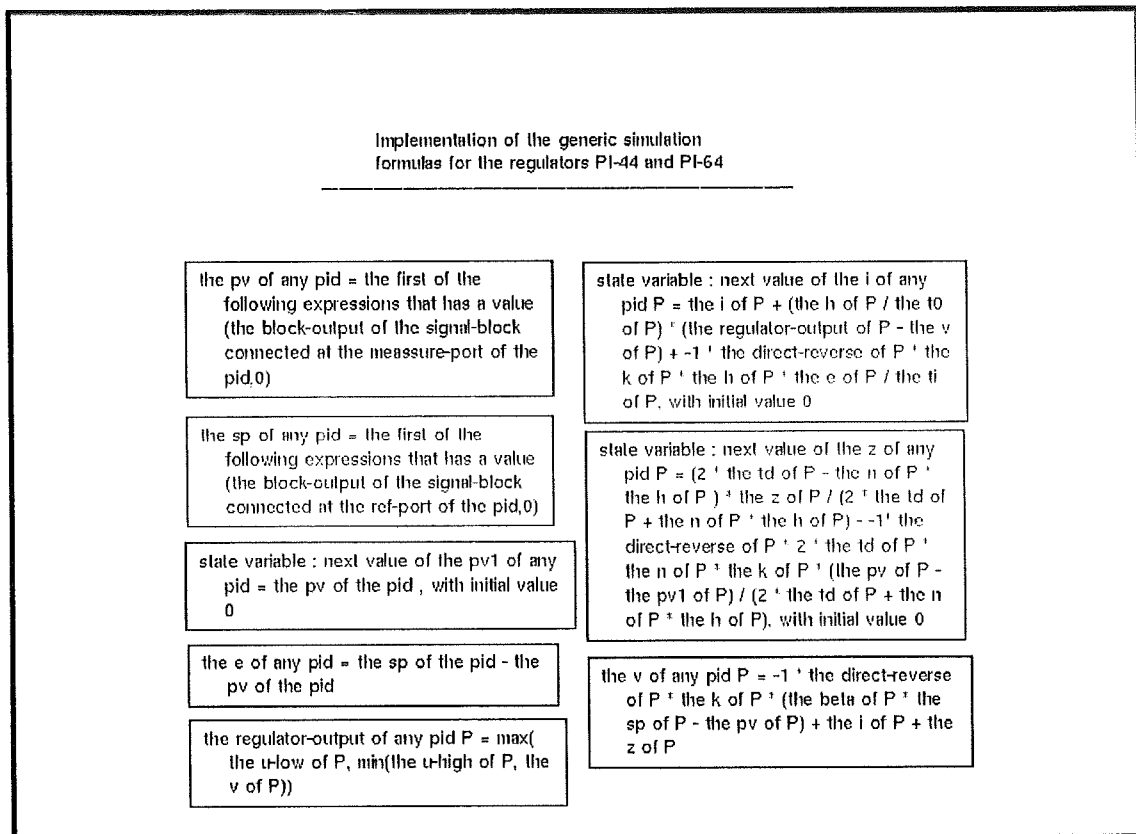 Implementation of the generic simulation
formulas for the regulators PI-44 and PI-64
the pv of any pid = the first of the
following expressions that has a value
(the block-output of the signal-block
connected at the meassure-port of the
pid,0)
the sp of any pid = the first of the
following expressions that has a value
(the block-output of the signal-block
connected at the ref-port of the pid,0)
state variable : next value of the pv1 of any
pid = the pv of the pid , with initial value
0
the e of any pid = the sp of the pid - the
pv of the pid
the regulator-output of any pid P = max(
the u-low of P, min(the u-high of P, the
v of P))
state variable : next value of the i of any
pid P = the i of P + (the h of P / the t0
of P) * (the regulator-output of P - the v
of P) + -1 * the direct-reverse of P * the
k of P * the h of P * the e of P / the ti
of P, with initial value 0
state variable : next value of the z of any
pid P = (2 * the td of P - the n of P *
the h of P ) * the z of P / (2 * the td of
P + the n of P * the h of P) - -1* the
direct-reverse of P * 2 * the td of P *
the n of P * the k of P * (the pv of P -
the pv1 of P) / (2 * the td of P + the n
of P * the h of P), with initial value 0
the v of any pid P = -1 * the direct-reverse
of P * the k of P * (the beta of P * the
sp of P - the pv of P) + the i of P + the
z of P